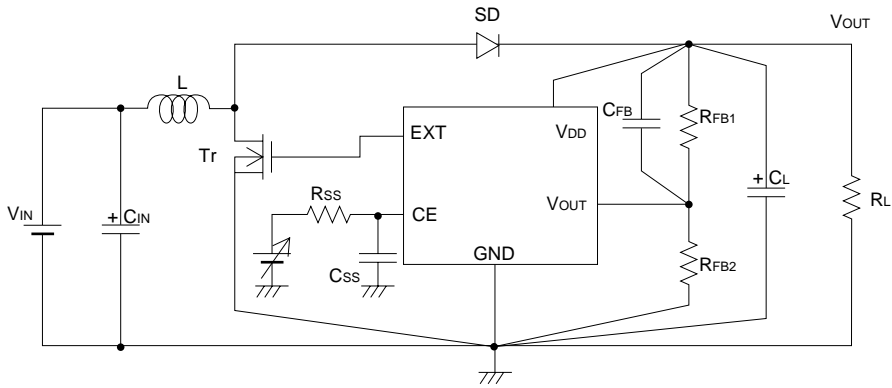 SD
VOUT
L
CFB
RFB1
EXT
VDD
Tr
RSS
CE
VOUT
+
CL
RL
VIN
+
CIN
GND
CSS
RFB2